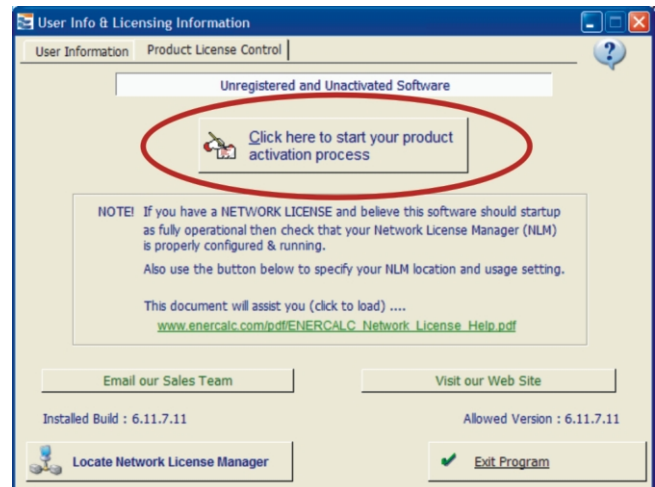 User Info & Licensing Information
User Information Product License Control
Unregistered and Unactivated Software
Click here to start your product
activation process
NOTE! If you have a NETWORK LICENSE and believe this software should startup
as fully operational then check that your Network License Manager (NLM)
is properly configured & running.
Also use the button below to specify your NLM location and usage setting.
This document will assist you (click to load) ....
www.enercalc.com/pdf/ENERCALC_Network_License_Help.pdf
Email our Sales Team Visit our Web Site
Installed Build : 6.11.7.11 Allowed Version : 6.11.7.11
Locate Network License Manager Exit Program